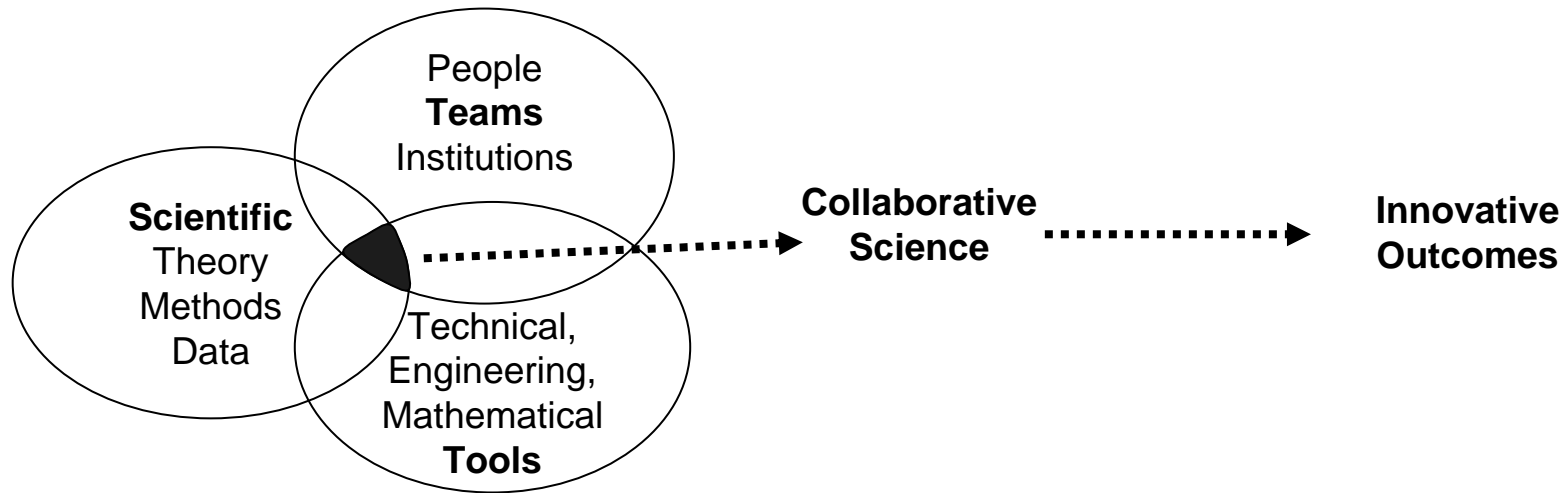 People
Teams
Institutions
Scientific
Theory
Methods
Data
Technical,
Engineering,
Mathematical
Tools
Collaborative
Science
Innovative
Outcomes